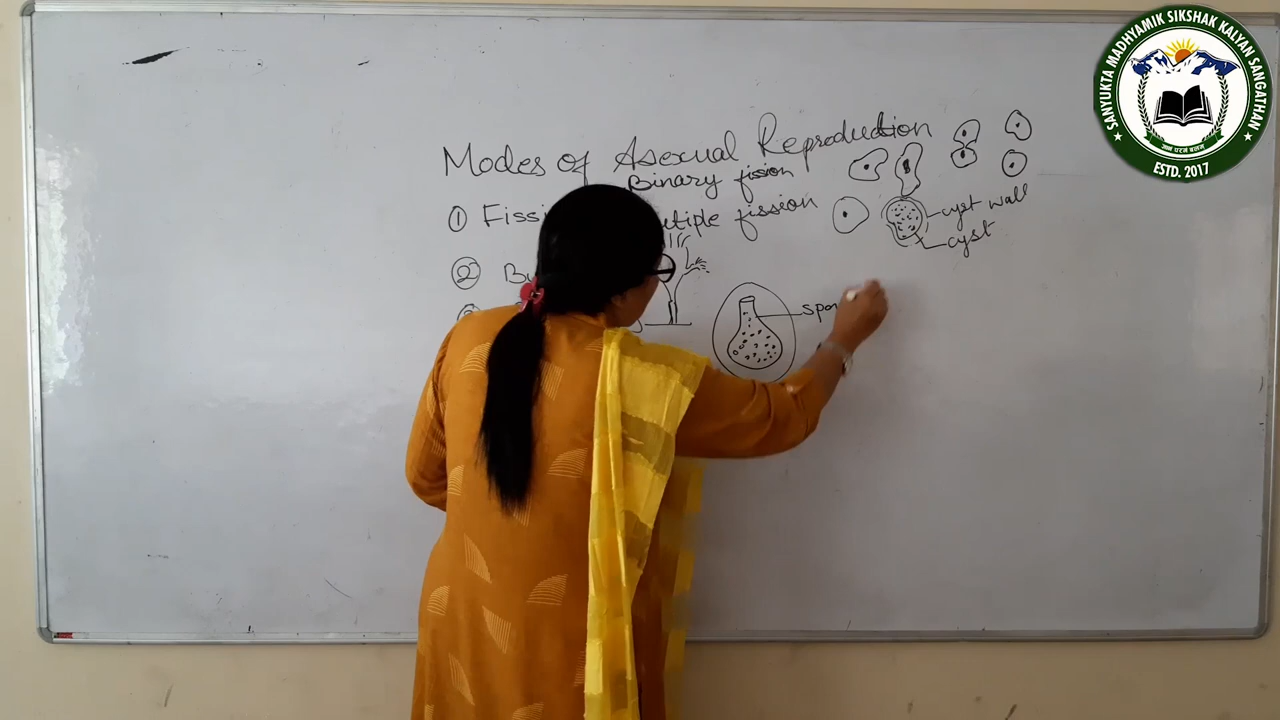 Modes of Asexual Reproduction
Binary fission
① Fissi
tiple fission
cyst wall
cyst
② Bu
spor
SANYUKTA MADHYAMIK SIKSHAK KALYAN SANGATHAN
ESTD. 2017